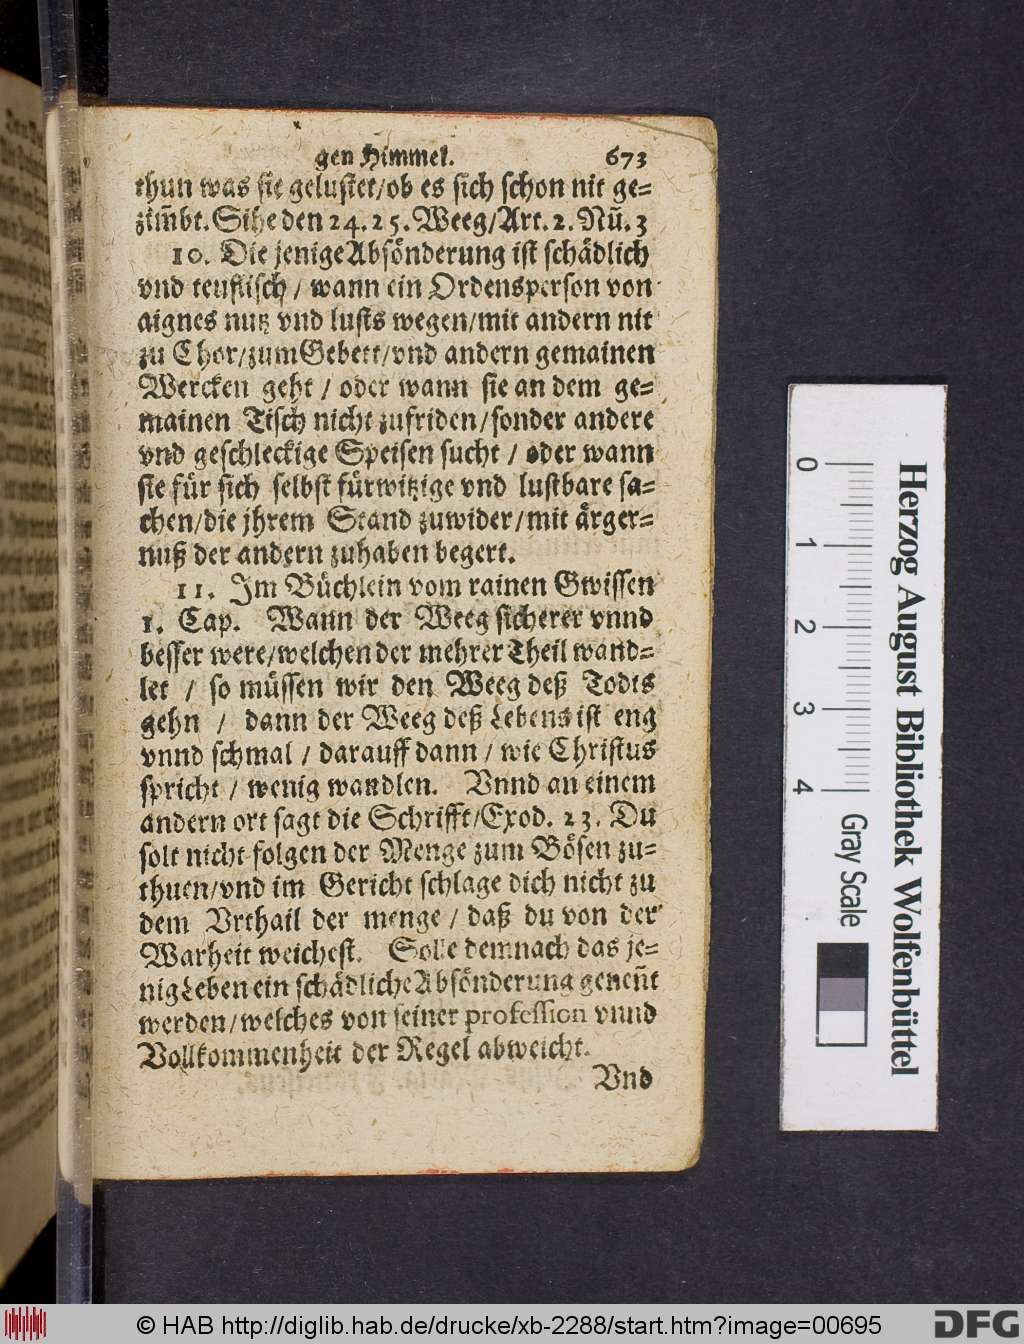 gen Himmel. 673
thun was sie gelustet/ob es sich schon nit ge=
zim̃bt. Sihe den 24. 25. Weeg/Art. 2. Nũ. 3
10. Die jenige Absönderung ist schädlich
vnd teuflisch / wann ein Ordensperson von
aignes nutz vnd lusts wegen/mit andern nit
zu Chor/zum Gebett/vnd andern gemainen
Wercken geht / oder wann sie an dem ge=
mainen Tisch nicht zufriden/sonder andere
vnd geschleckige Speisen sucht / oder wann
sie für sich selbst fürwitzige vnd lustbare sa=
chen/die jhrem Stand zuwider/mit ärger=
nuß der andern zuhaben begert.
11. Im Büchlein vom rainen Gwissen
1. Cap. Wann der Weeg sicherer vnnd
besser were/welchen der mehrer Theil wand=
let / so müssen wir den Weeg deß Todts
gehn / dann der Weeg deß Lebens ist eng
vnnd schmal / darauff dann / wie Christus
spricht / wenig wandlen. Vnnd an einem
andern ort sagt die Schrifft/Exod. 23. Du
solt nicht folgen der Menge zum Bösen zu=
thuen/vnd im Gericht schlage dich nicht zu
dem Vrthail der menge / daß du von der
Warheit weichest. Solle demnach das je=
nig Leben ein schädliche Absönderung geneñt
werden/welches von seiner profession vnnd
Vollkommenheit der Regel abweicht.
Vnd
0 1 2 3 4
Gray Scale
Herzog August Bibliothek Wolfenbüttel
© HAB http://diglib.hab.de/drucke/xb-2288/start.htm?image=00695
DFG